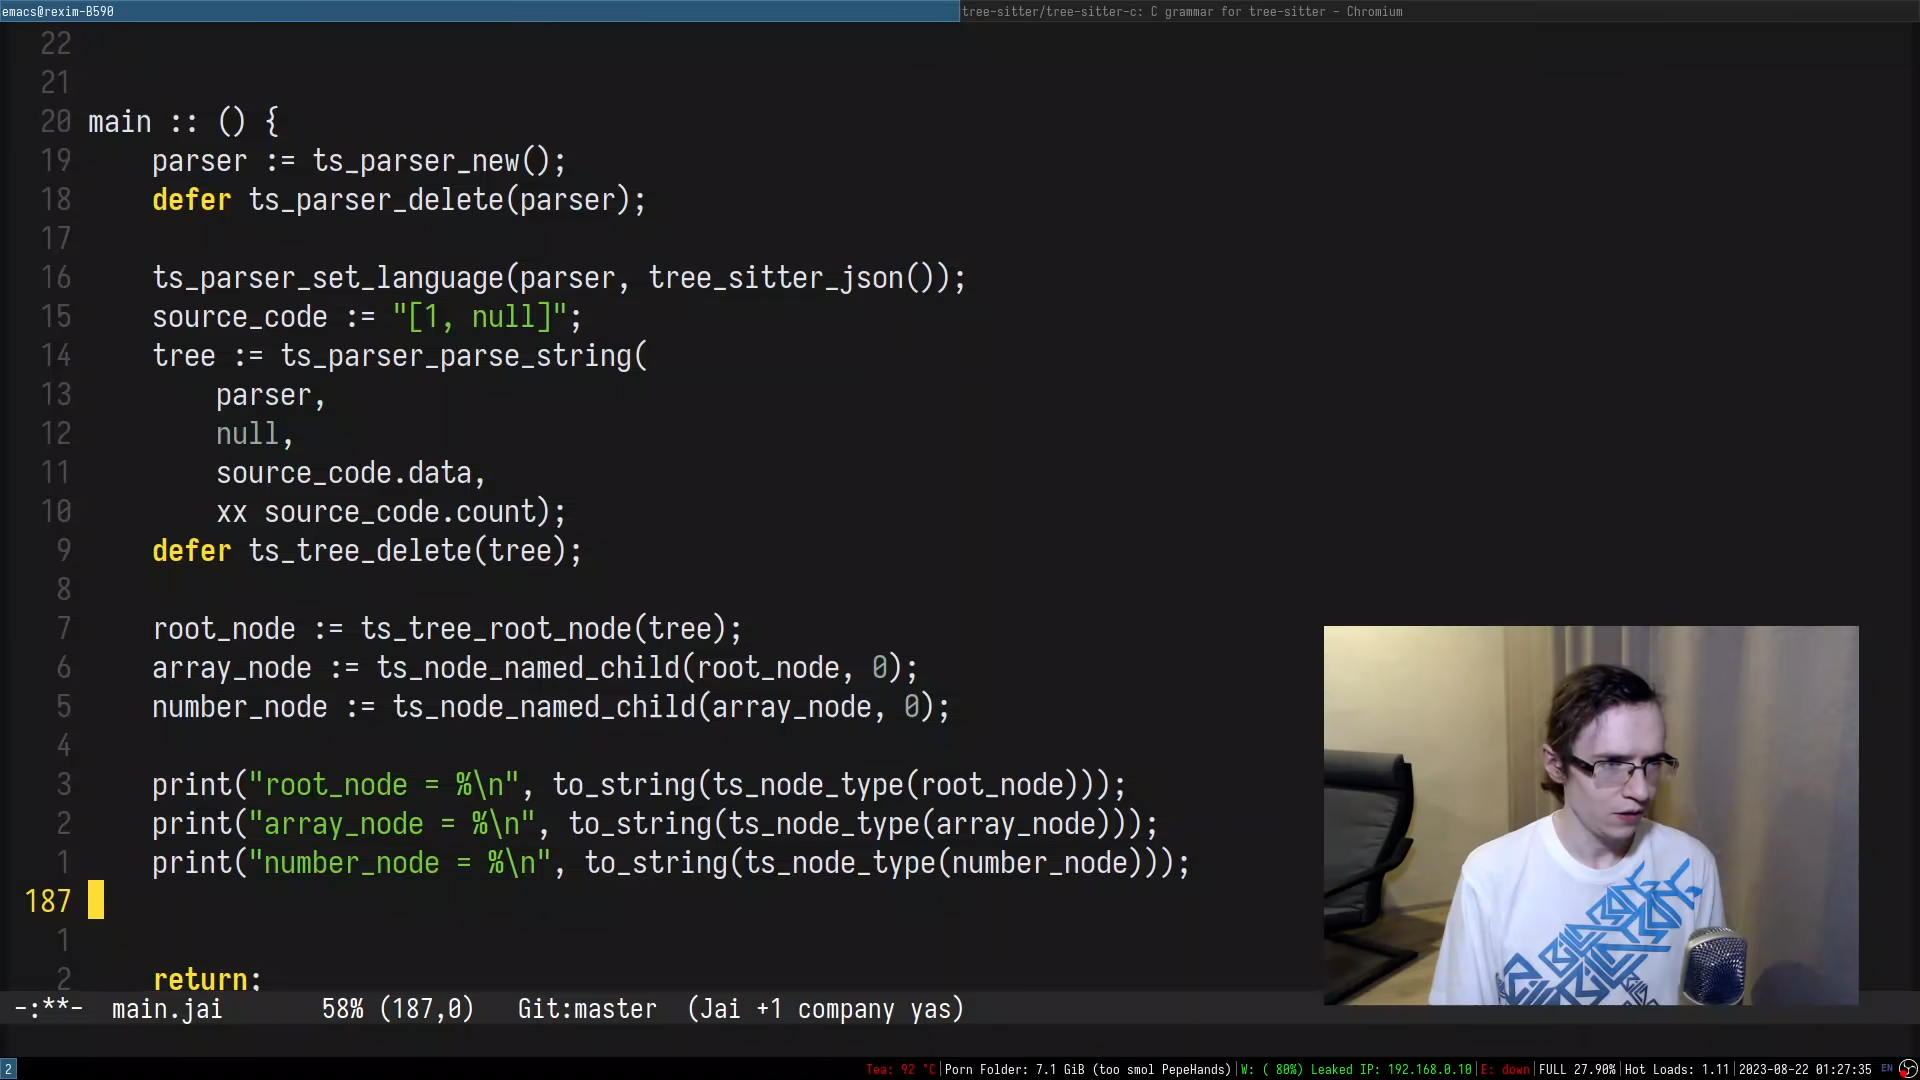 emacs@rexim-B590
tree-sitter/tree-sitter-c: C grammar for tree-sitter - Chromium
22
21
20 main :: () {
19     parser := ts_parser_new();
18     defer ts_parser_delete(parser);
17
16     ts_parser_set_language(parser, tree_sitter_json());
15     source_code := "[1, null]";
14     tree := ts_parser_parse_string(
13         parser,
12         null,
11         source_code.data,
10         xx source_code.count);
9     defer ts_tree_delete(tree);
8
7     root_node := ts_tree_root_node(tree);
6     array_node := ts_node_named_child(root_node, 0);
5     number_node := ts_node_named_child(array_node, 0);
4
3     print("root_node = %\n", to_string(ts_node_type(root_node)));
2     print("array_node = %\n", to_string(ts_node_type(array_node)));
1     print("number_node = %\n", to_string(ts_node_type(number_node)));
187
1
2     return;
-:**-  main.jai      58% (187,0)   Git:master  (Jai +1 company yas)
2
Tea: 92 °C|Porn Folder: 7.1 GiB (too smol PepeHands)|W: ( 80%) Leaked IP: 192.168.0.10|E: down|FULL 27.90%|Hot Loads: 1.11|2023-08-22 01:27:35 EN